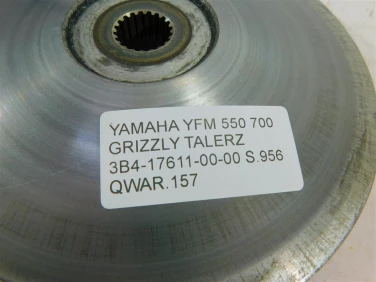 YAMAHA YFM 550 700
GRIZZLY TALERZ
3B4-17611-00-00 S.956
QWAR.157